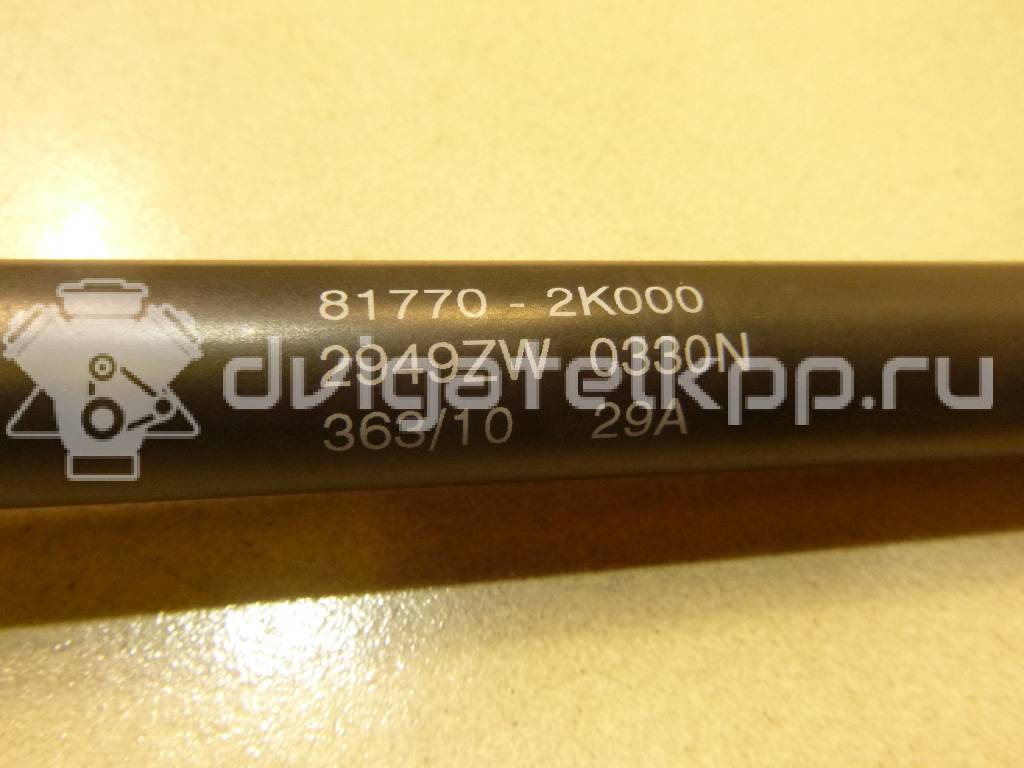 81770 - 2K000
2949ZW 0330N
dvigatelkpp.ru
363/10 29A